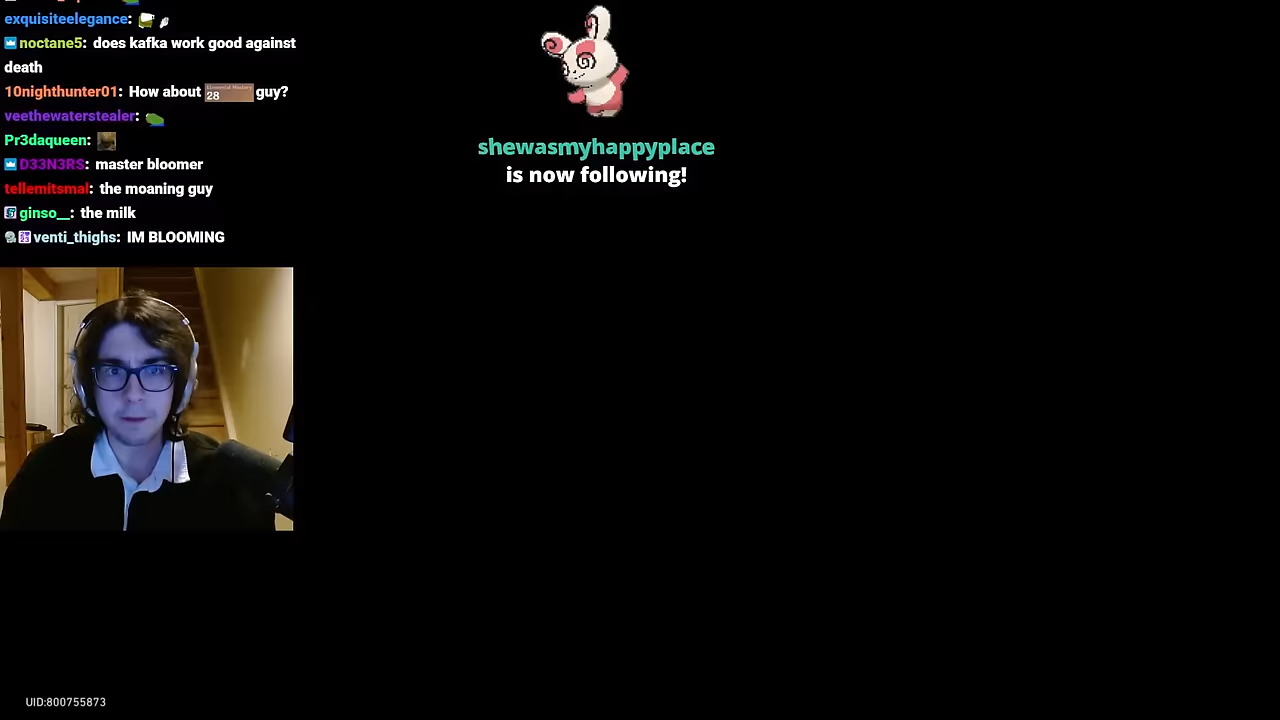 exquisiteelegance:
noctane5: does kafka work good against
death
10nighthunter01: How about 28 guy?
veethewaterstealer:
Pr3daqueen:
D33N3RS: master bloomer
tellemitsmal: the moaning guy
ginso__: the milk
venti_thighs: IM BLOOMING
shewasmyhappyplace
is now following!
UID:800755873